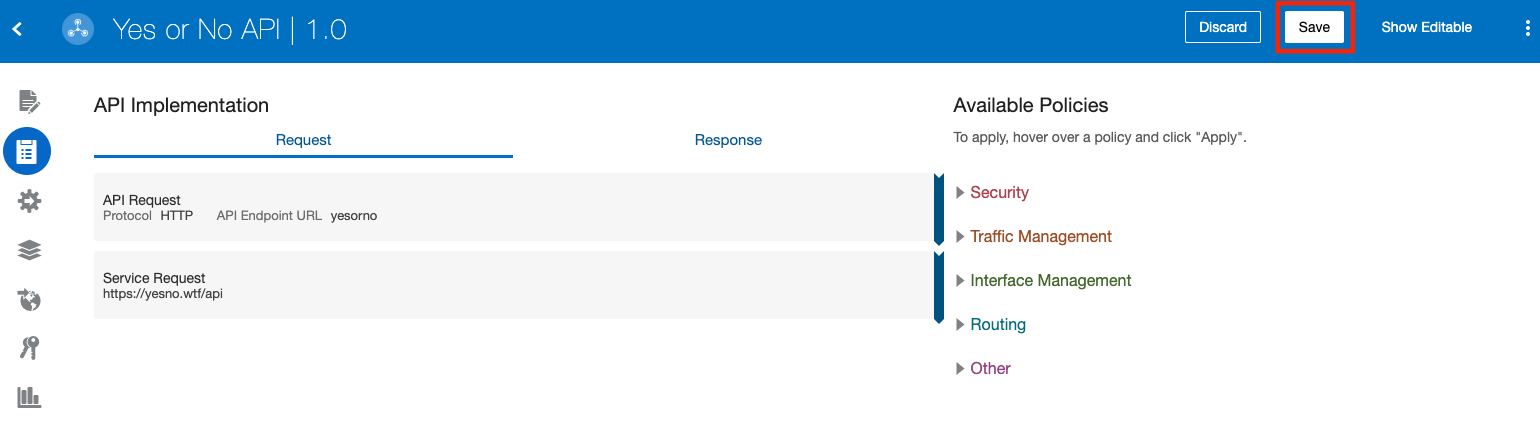 Yes or No API | 1.0
Discard
Save
Show Editable
API Implementation
Request
Response
API Request
Protocol HTTP API Endpoint URL yesorno
Service Request
https://yesno.wtf/api
Available Policies
To apply, hover over a policy and click "Apply".
Security
Traffic Management
Interface Management
Routing
Other